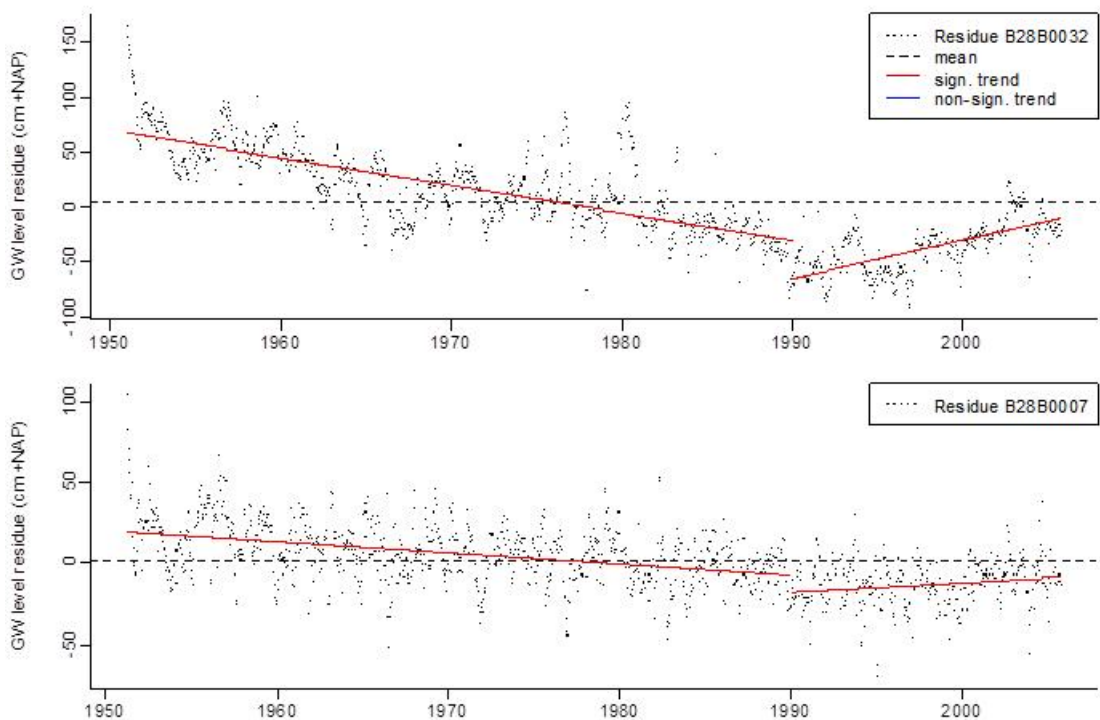 GW level residue (cm+NAP)
150
100
50
0
-50
-100
Residue B28B0032
mean
sign. trend
non-sign. trend
1950 1960 1970 1980 1990 2000
GW level residue (cm+NAP)
100
50
0
-50
Residue B28B0007
1950 1960 1970 1980 1990 2000